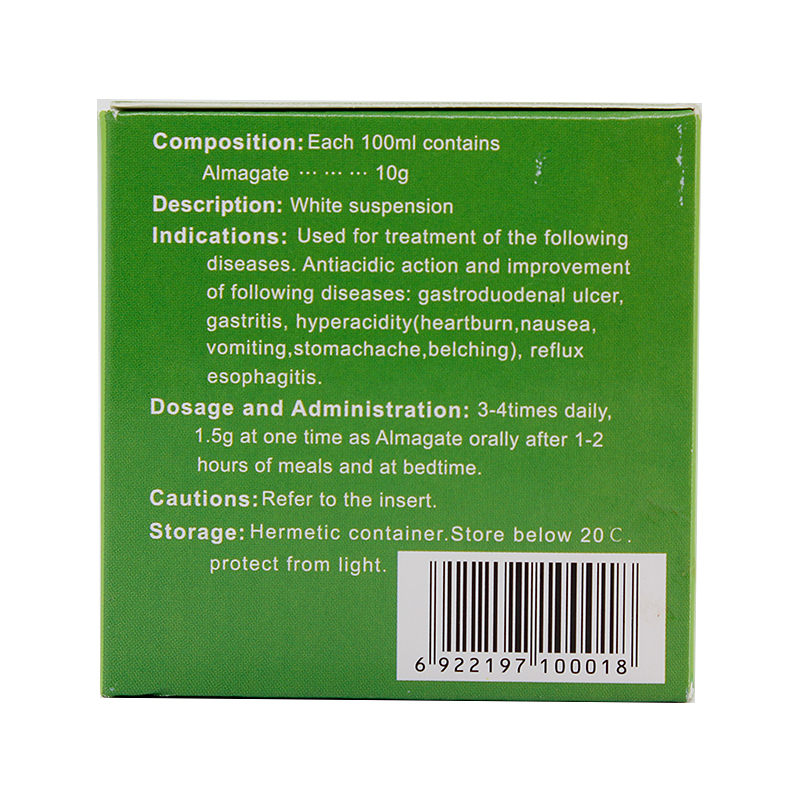 Composition: Each 100ml contains
Almagate ··· ··· ··· 10g
Description: White suspension
Indications: Used for treatment of the following
diseases. Antiacidic action and improvement
of following diseases: gastroduodenal ulcer,
gastritis, hyperacidity(heartburn,nausea,
vomiting,stomachache,belching), reflux
esophagitis.
Dosage and Administration: 3-4times daily,
1.5g at one time as Almagate orally after 1-2
hours of meals and at bedtime.
Cautions: Refer to the insert.
Storage: Hermetic container.Store below 20℃.
protect from light.
6 922197 100018